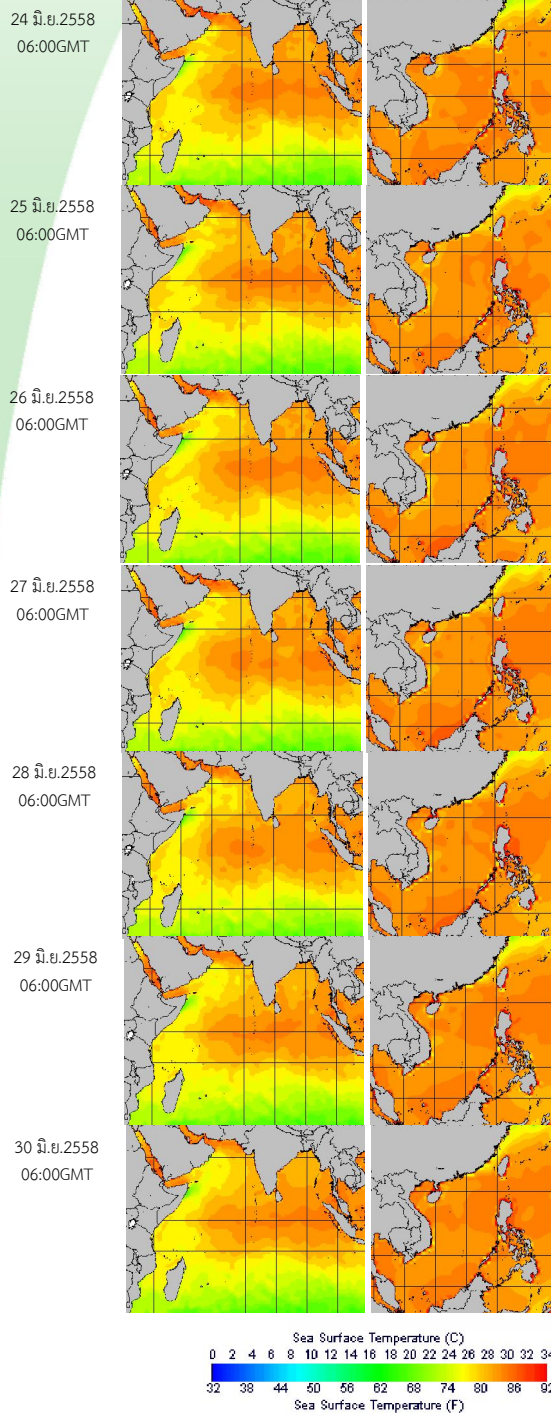 24 มิ.ย.2558
06:00GMT
25 มิ.ย.2558
06:00GMT
26 มิ.ย.2558
06:00GMT
27 มิ.ย.2558
06:00GMT
28 มิ.ย.2558
06:00GMT
29 มิ.ย.2558
06:00GMT
30 มิ.ย.2558
06:00GMT
Sea Surface Temperature (C)
0 2 4 6 8 10 12 14 16 18 20 22 24 26 28 30 32 34
32 38 44 50 56 62 68 74 80 86 92
Sea Surface Temperature (F)